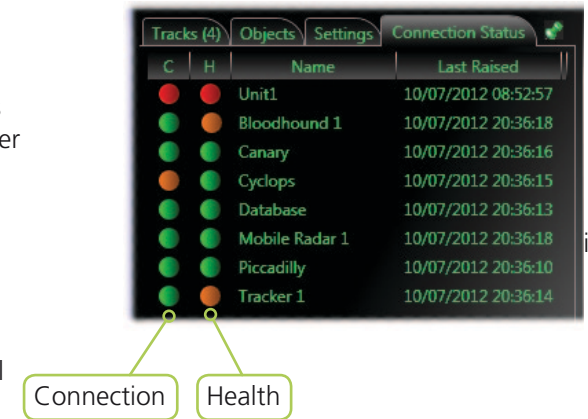 Tracks (4) Objects Settings Connection Status
C H Name Last Raised
Unit1 10/07/2012 08:52:57
er
Bloodhound 1 10/07/2012 20:36:18
Canary 10/07/2012 20:36:16
Cyclops 10/07/2012 20:36:15
Database 10/07/2012 20:36:13
Mobile Radar 1 10/07/2012 20:36:18
Piccadilly 10/07/2012 20:36:10
Tracker 1 10/07/2012 20:36:14
Connection Health